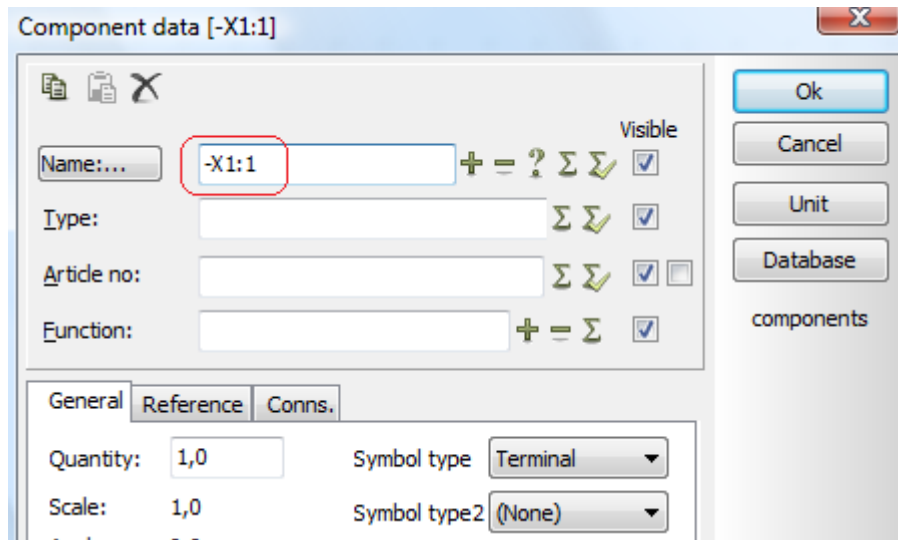 Component data [-X1:1]
Ok
Visible
Cancel
Name:... -X1:1
Type:
Unit
Article no:
Database
Function:
components
General Reference Conns.
Quantity: 1,0 Symbol type Terminal
Scale: 1,0 Symbol type2 (None)